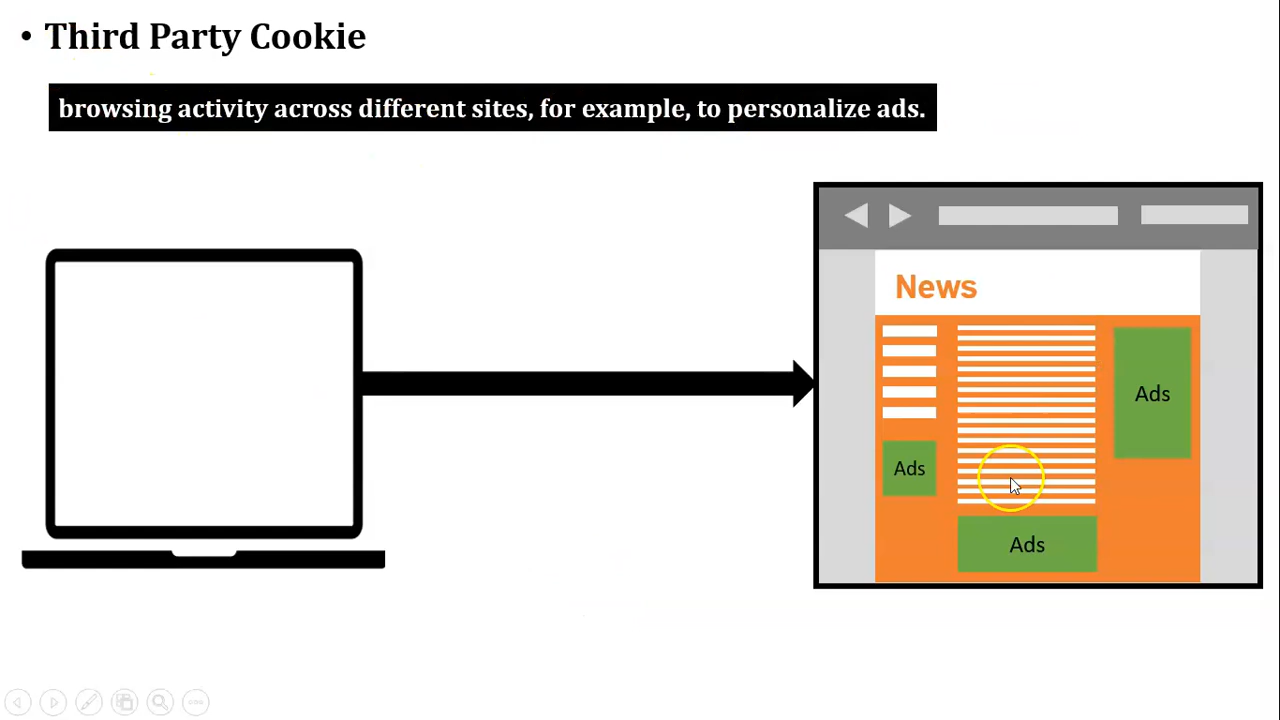 • Third Party Cookie
browsing activity across different sites, for example, to personalize ads.
News
Ads
Ads
Ads